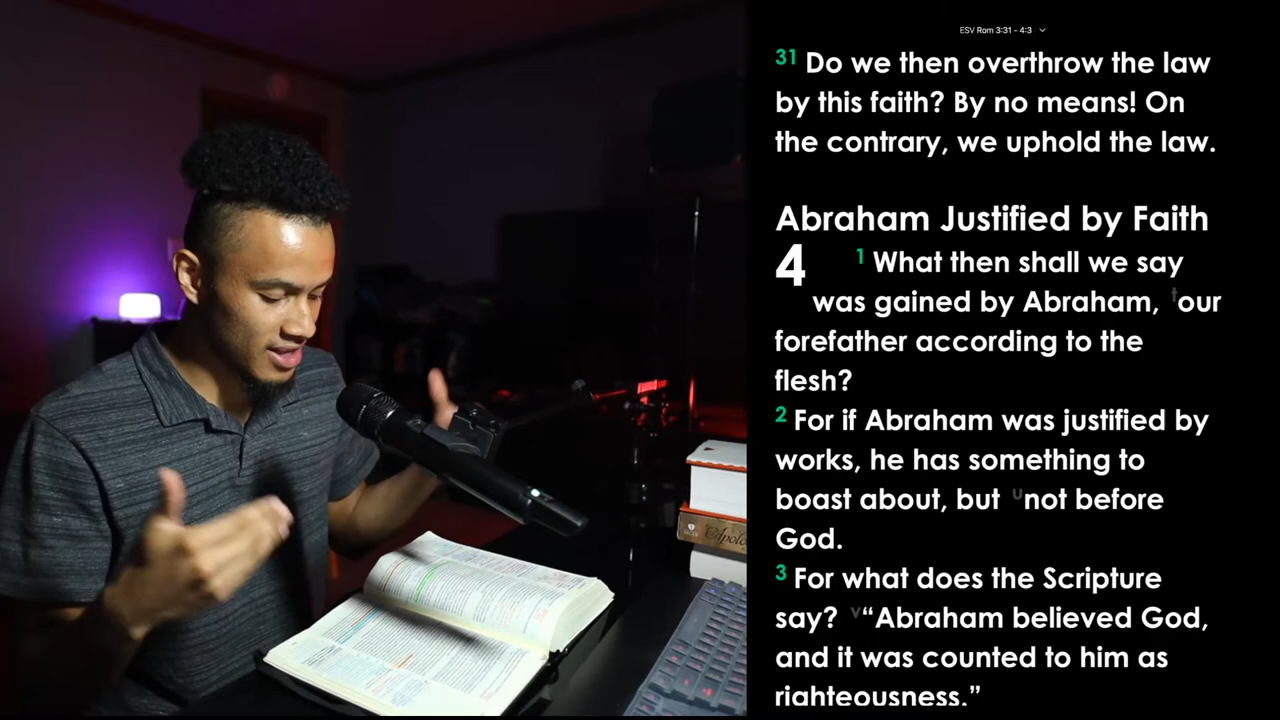 ESV Rom 3:31 - 4:3
31 Do we then overthrow the law
by this faith? By no means! On
the contrary, we uphold the law.
Abraham Justified by Faith
4 1 What then shall we say
was gained by Abraham, t our
forefather according to the
flesh?
2 For if Abraham was justified by
works, he has something to
boast about, but u not before
God.
3 For what does the Scripture
say? v "Abraham believed God,
and it was counted to him as
righteousness."